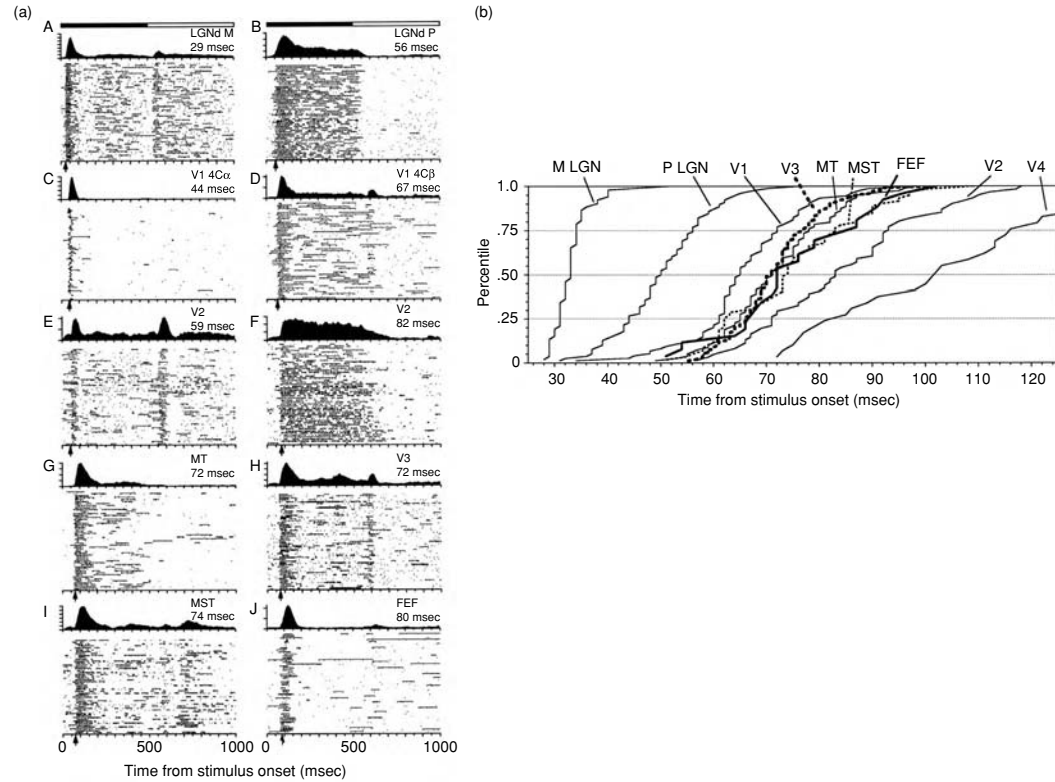 (a)
A
LGNd M
29 msec
B
LGNd P
56 msec
C
V1 4Cα
44 msec
D
V1 4Cβ
67 msec
E
V2
59 msec
F
V2
82 msec
G
MT
72 msec
H
V3
72 msec
I
MST
74 msec
J
FEF
80 msec
0 500 1000
0 500 1000
Time from stimulus onset (msec)
(b)
M LGN P LGN V1 V3 MT MST FEF V2 V4
Percentile
1.0
.75
.50
.25
0
30 40 50 60 70 80 90 100 110 120
Time from stimulus onset (msec)